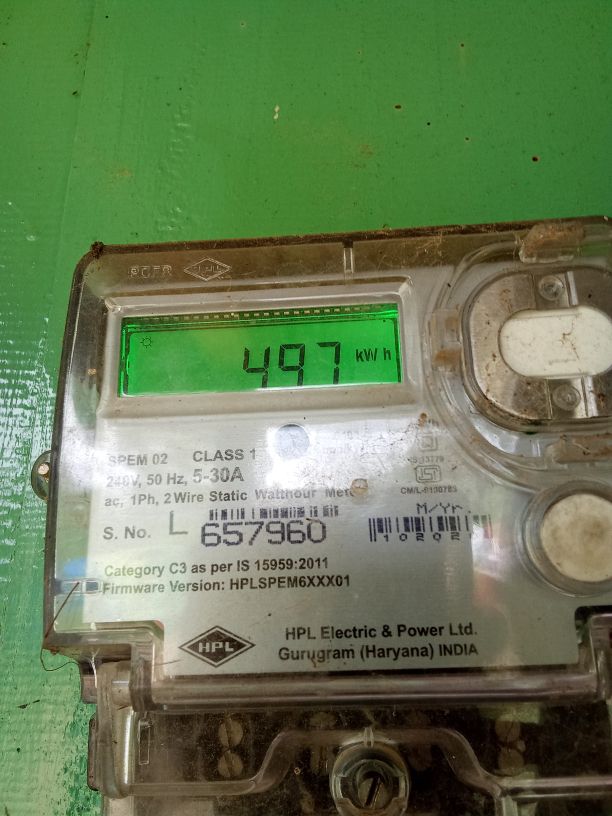 HPL
497 kWh
SPEM 02 CLASS 1
240V, 50 Hz, 5-30A
ac, 1Ph, 2 Wire Static Watthour
S. No. L 657960
M/Yr.
Category C3 as per IS 15959:2011
Firmware Version: HPLSPEM6XXX01
HPL
HPL Electric & Power Ltd.
Gurugram (Haryana) INDIA